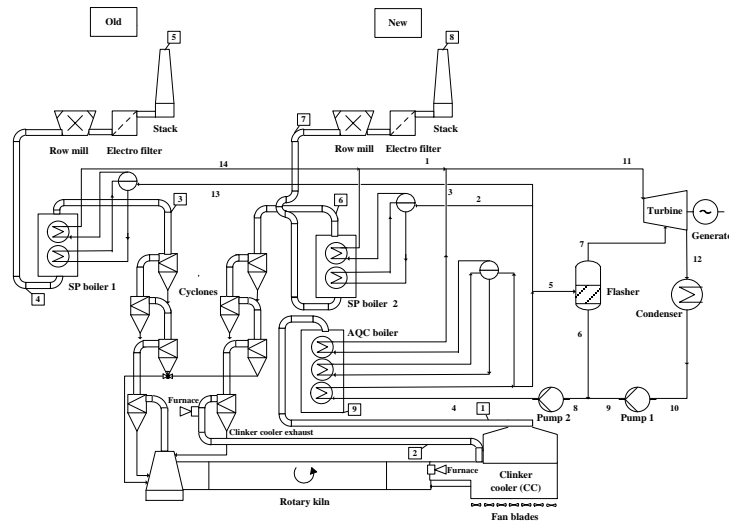 Old
New
5
8
7
Row mill
Electro filter
Stack
Row mill
Electro filter
Stack
14
1
11
13
3
2
3
6
Turbine
Generato
7
12
4
SP boiler 1
Cyclones
SP boiler 2
5
Flasher
Condenser
AQC boiler
6
Furnace
9
4
8
9
10
1
Pump 2
Pump 1
Clinker cooler exhaust
2
Furnace
Clinker
cooler (CC)
Rotary kiln
Fan blades